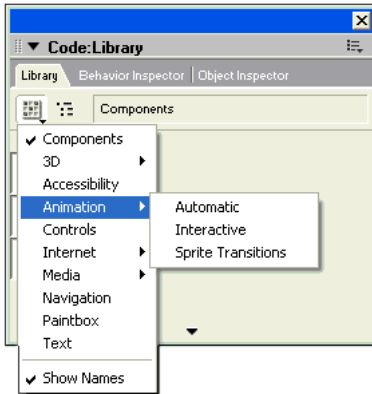 Code:Library
Library Behavior Inspector Object Inspector
Components
Components
3D
Accessibility
Animation
Automatic
Controls
Interactive
Internet
Sprite Transitions
Media
Navigation
Paintbox
Text
Show Names